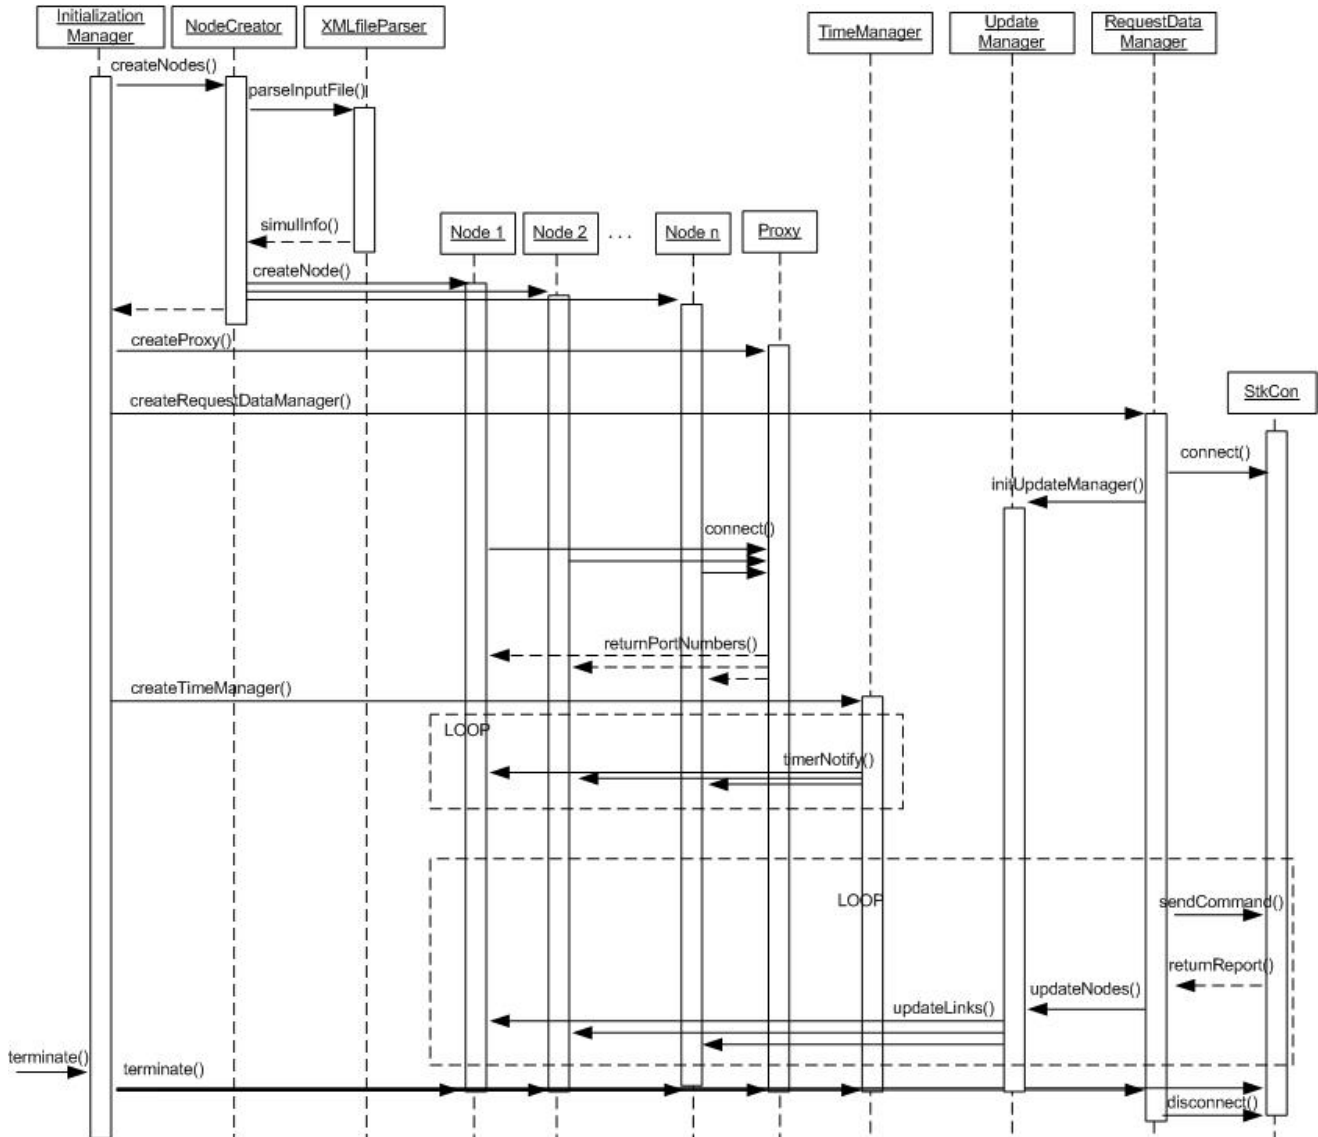 Initialization
Manager
NodeCreator
XMLfileParser
TimeManager
Update
Manager
RequestData
Manager
createNodes()
parseInputFile()
simulInfo()
Node 1
Node 2
. . .
Node n
Proxy
createNode()
createProxy()
createRequestDataManager()
StkCon
connect()
initUpdateManager()
connect()
returnPortNumbers()
createTimeManager()
LOOP
timerNotify()
LOOP
sendCommand()
returnReport()
updateNodes()
updateLinks()
terminate()
terminate()
disconnect()